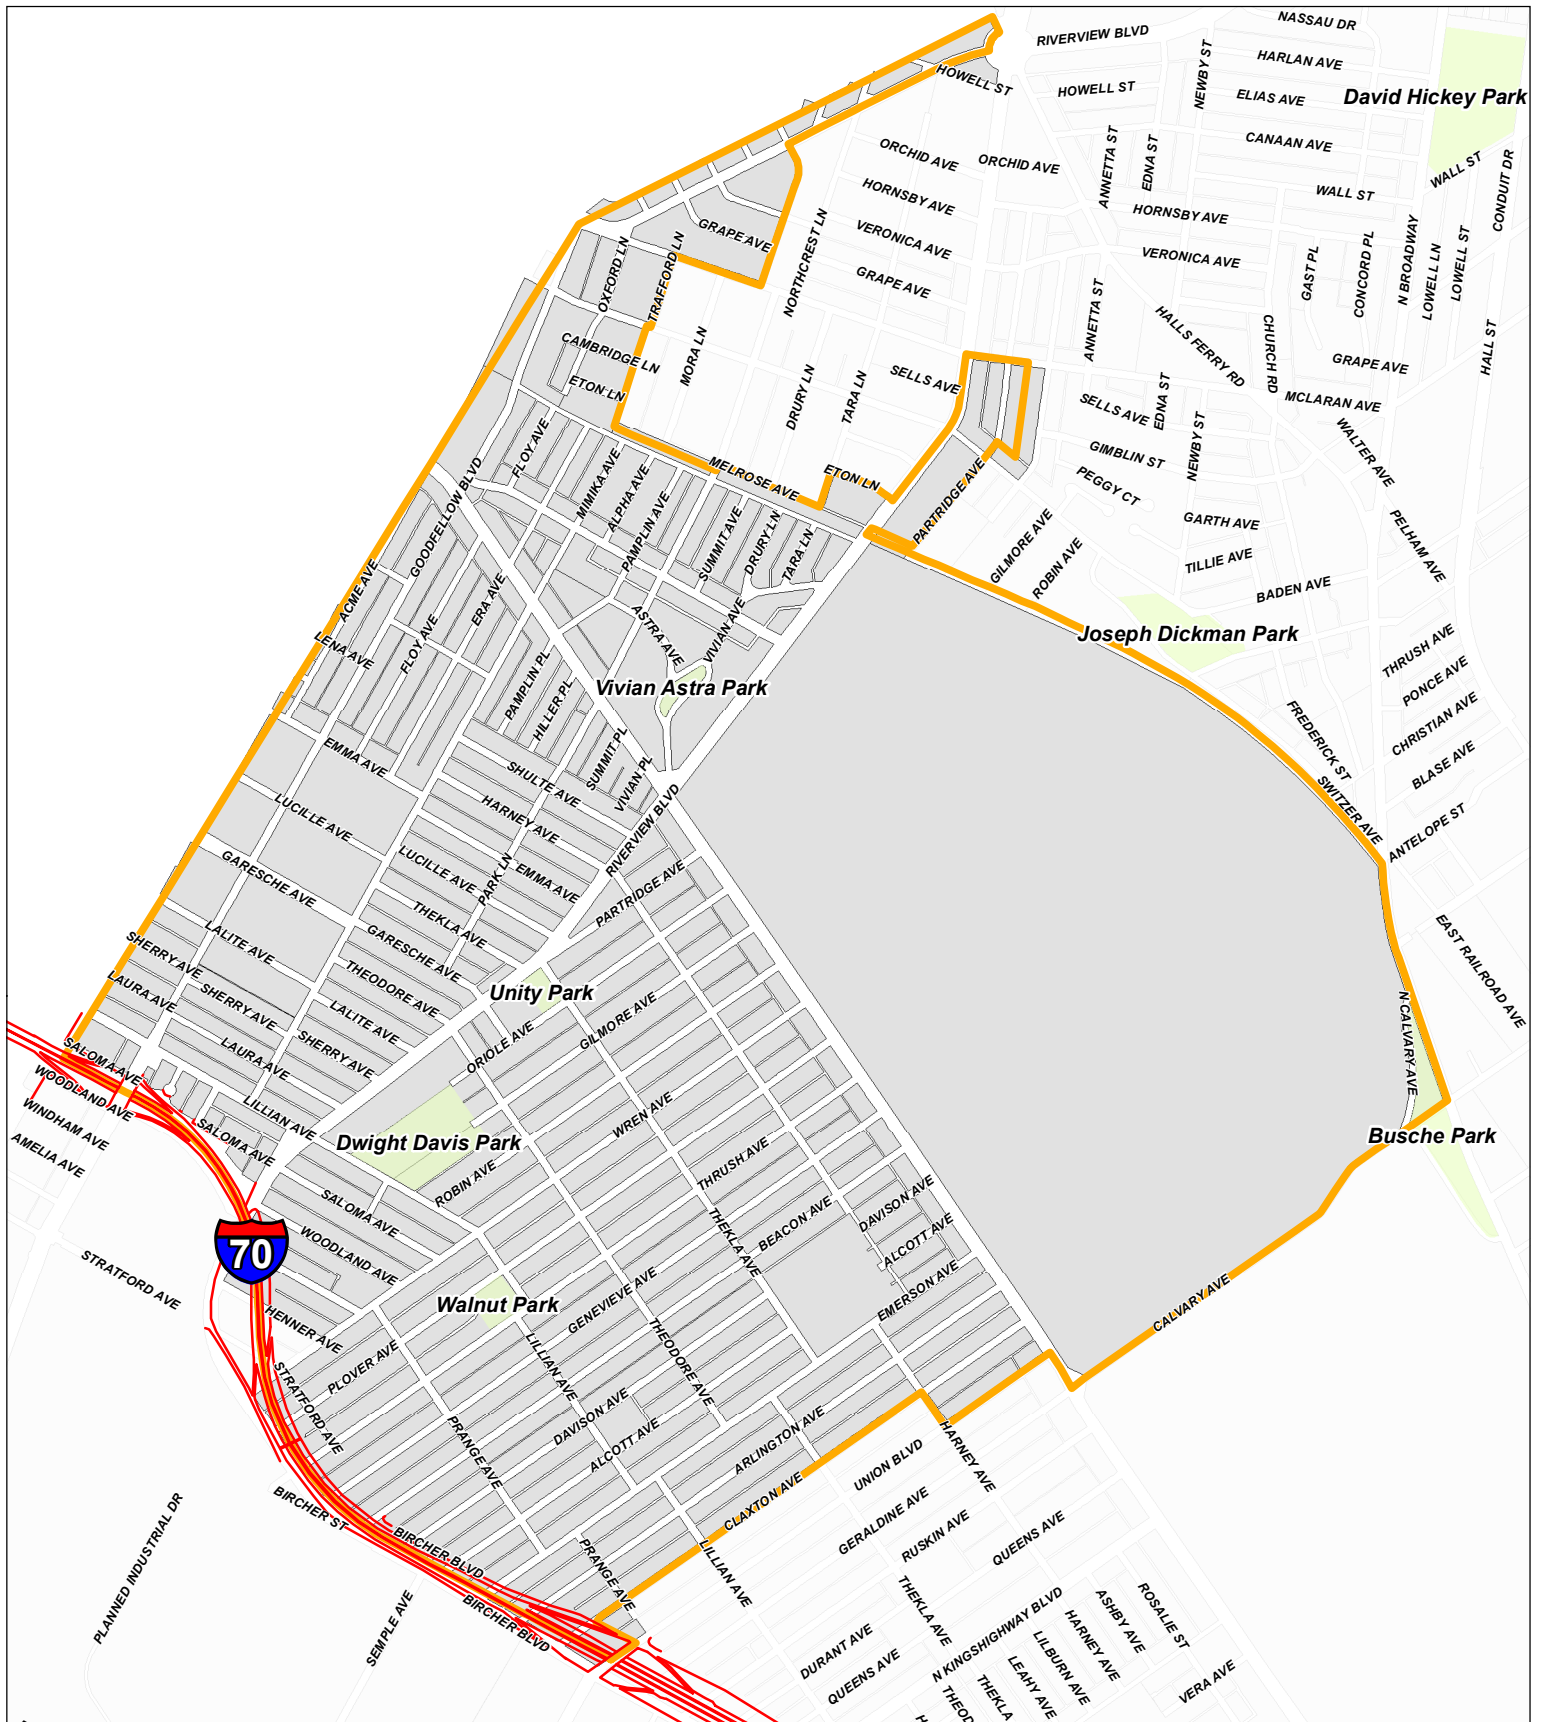 NASSAU DR
RIVERVIEW BLVD
HARLAN AVE
NEWBY ST
HOWELL ST
HOWELL ST
ELIAS AVE
David Hickey Park
CANAAN AVE
ORCHID AVE
ORCHID AVE
ANNETTA ST
EDNA ST
WALL ST
WALL ST
CONDUIT DR
HORNSBY AVE
HORNSBY AVE
GRAPE AVE
VERONICA AVE
VERONICA AVE
NORTHCREST LN
OXFORD LN
TRAFFORD LN
GRAPE AVE
GAST PL
CONCORD PL
N BROADWAY
LOWELL LN
LOWELL ST
ANNETTA ST
HALLS FERRY RD
CHURCH RD
HALL ST
CAMBRIDGE LN
MORA LN
GRAPE AVE
ETON LN
DRURY LN
TARA LN
SELLS AVE
SELLS AVE
EDNA ST
MCLARAN AVE
NEWBY ST
WALTER AVE
FLOY AVE
GIMBLIN ST
MELROSE AVE
ETON LN
PARTRIDGE AVE
PEGGY CT
MIMIKA AVE
ALPHA AVE
PAMPLIN AVE
GOODFELLOW BLVD
SUMMIT AVE
DRURY LN
TARA LN
GILMORE AVE
ROBIN AVE
GARTH AVE
TILLIE AVE
PELHAM AVE
BADEN AVE
ACME AVE
ERA AVE
FLOY AVE
LENA AVE
ASTRA AVE
VIVIAN AVE
Joseph Dickman Park
THRUSH AVE
PONCE AVE
CHRISTIAN AVE
BLASE AVE
Vivian Astra Park
PAMPLIN PL
HILLER PL
SUMMIT PL
VIVIAN PL
FREDERICK ST
SWITZER AVE
ANTELOPE ST
EMMA AVE
SHULTE AVE
HARNEY AVE
LUCILLE AVE
RIVERVIEW BLVD
LUCILLE AVE
PARK LN
EMMA AVE
GARESCHE AVE
PARTRIDGE AVE
THEKLA AVE
GARESCHE AVE
LALITE AVE
SHERRY AVE
THEODORE AVE
EAST RAILROAD AVE
LAURA AVE
SHERRY AVE
LALITE AVE
Unity Park
N CALVARY AVE
SHERRY AVE
ORIOLE AVE
GILMORE AVE
SALOMA AVE
LAURA AVE
WOODLAND AVE
WINDHAM AVE
AMELIA AVE
LILLIAN AVE
SALOMA AVE
Dwight Davis Park
WREN AVE
Busche Park
ROBIN AVE
THRUSH AVE
SALOMA AVE
WOODLAND AVE
DAVISON AVE
BEACON AVE
THEKLA AVE
ALCOTT AVE
70
STRATFORD AVE
EMERSON AVE
Walnut Park
GENEVIEVE AVE
CALVARY AVE
HENNER AVE
PLOVER AVE
LILLIAN AVE
THEODORE AVE
STRATFORD AVE
DAVISON AVE
ALCOTT AVE
PRANGE AVE
ARLINGTON AVE
CLAXTON AVE
UNION BLVD
HARNEY AVE
BIRCHER ST
BIRCHER BLVD
GERALDINE AVE
RUSKIN AVE
QUEENS AVE
PLANNED INDUSTRIAL DR
PRANGE AVE
LILLIAN AVE
SEMPLE AVE
BIRCHER BLVD
THEKLA AVE
N KINGSHIGHWAY BLVD
ROSALIE ST
ASHBY AVE
HARNEY AVE
LILBURN AVE
LEAHY AVE
DURANT AVE
QUEENS AVE
THEKLA
THEOD
VERA AVE